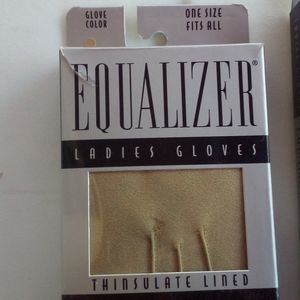 GLOVE
COLOR
ONE SIZE
FITS ALL
EQUALIZER®
LADIES GLOVES
THINSULATE LINED